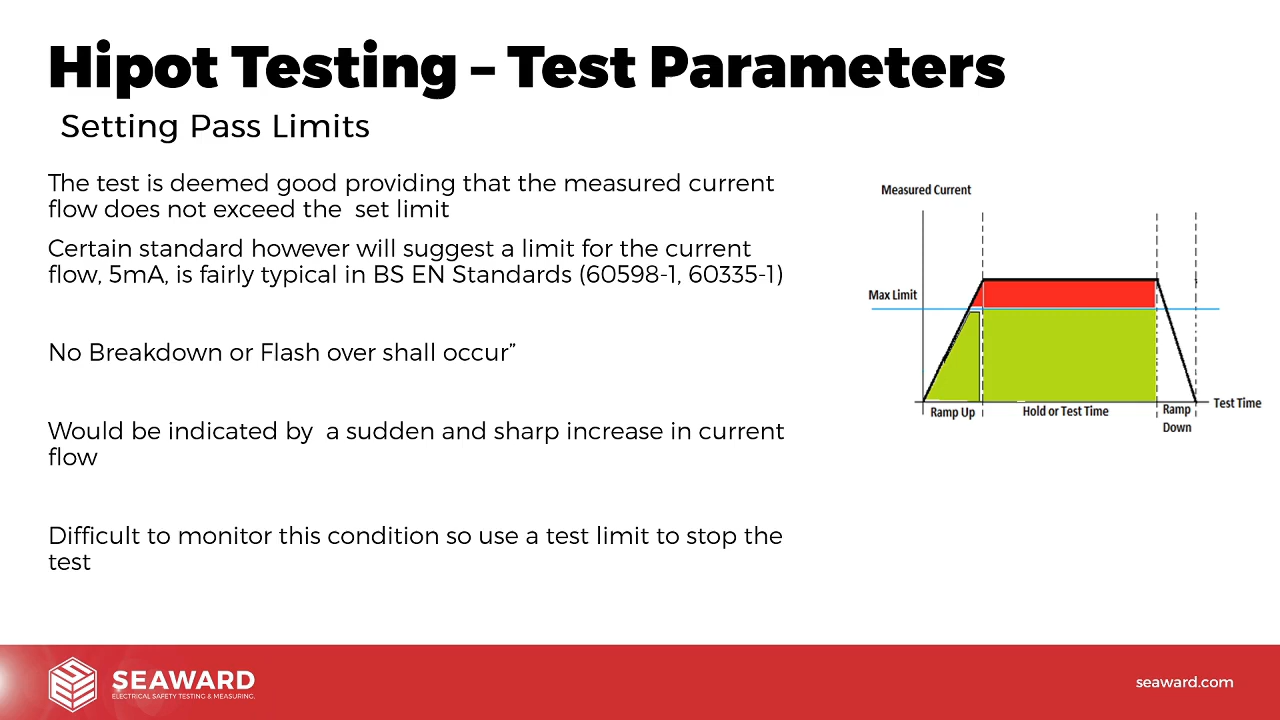 Hipot Testing – Test Parameters
Setting Pass Limits
The test is deemed good providing that the measured current
flow does not exceed the  set limit
Certain standard however will suggest a limit for the current
flow, 5mA, is fairly typical in BS EN Standards (60598-1, 60335-1)
No Breakdown or Flash over shall occur”
Would be indicated by  a sudden and sharp increase in current
flow
Difficult to monitor this condition so use a test limit to stop the
test
Measured Current
Max Limit
Ramp Up
Hold or Test Time
Ramp
Down
Test Time
SEAWARD
ELECTRICAL SAFETY TESTING & MEASURING.
seaward.com